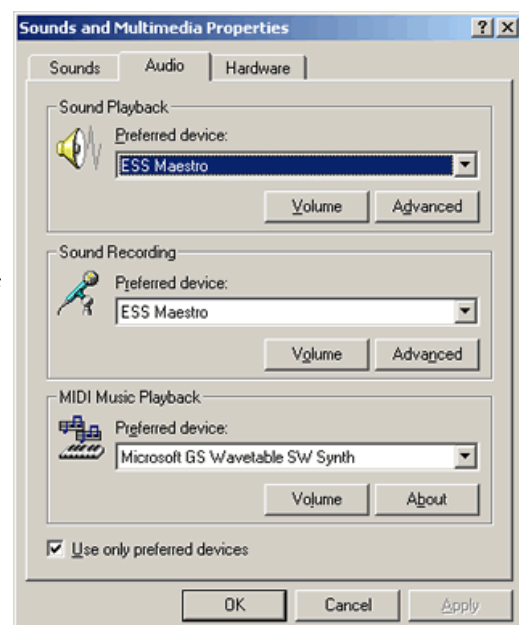 Sounds and Multimedia Properties
Sounds Audio Hardware
Sound Playback
Preferred device:
ESS Maestro
Volume Advanced
Sound Recording
Preferred device:
ESS Maestro
Volume Advanced
MIDI Music Playback
Preferred device:
Microsoft GS Wavetable SW Synth
Volume About
Use only preferred devices
OK Cancel Apply